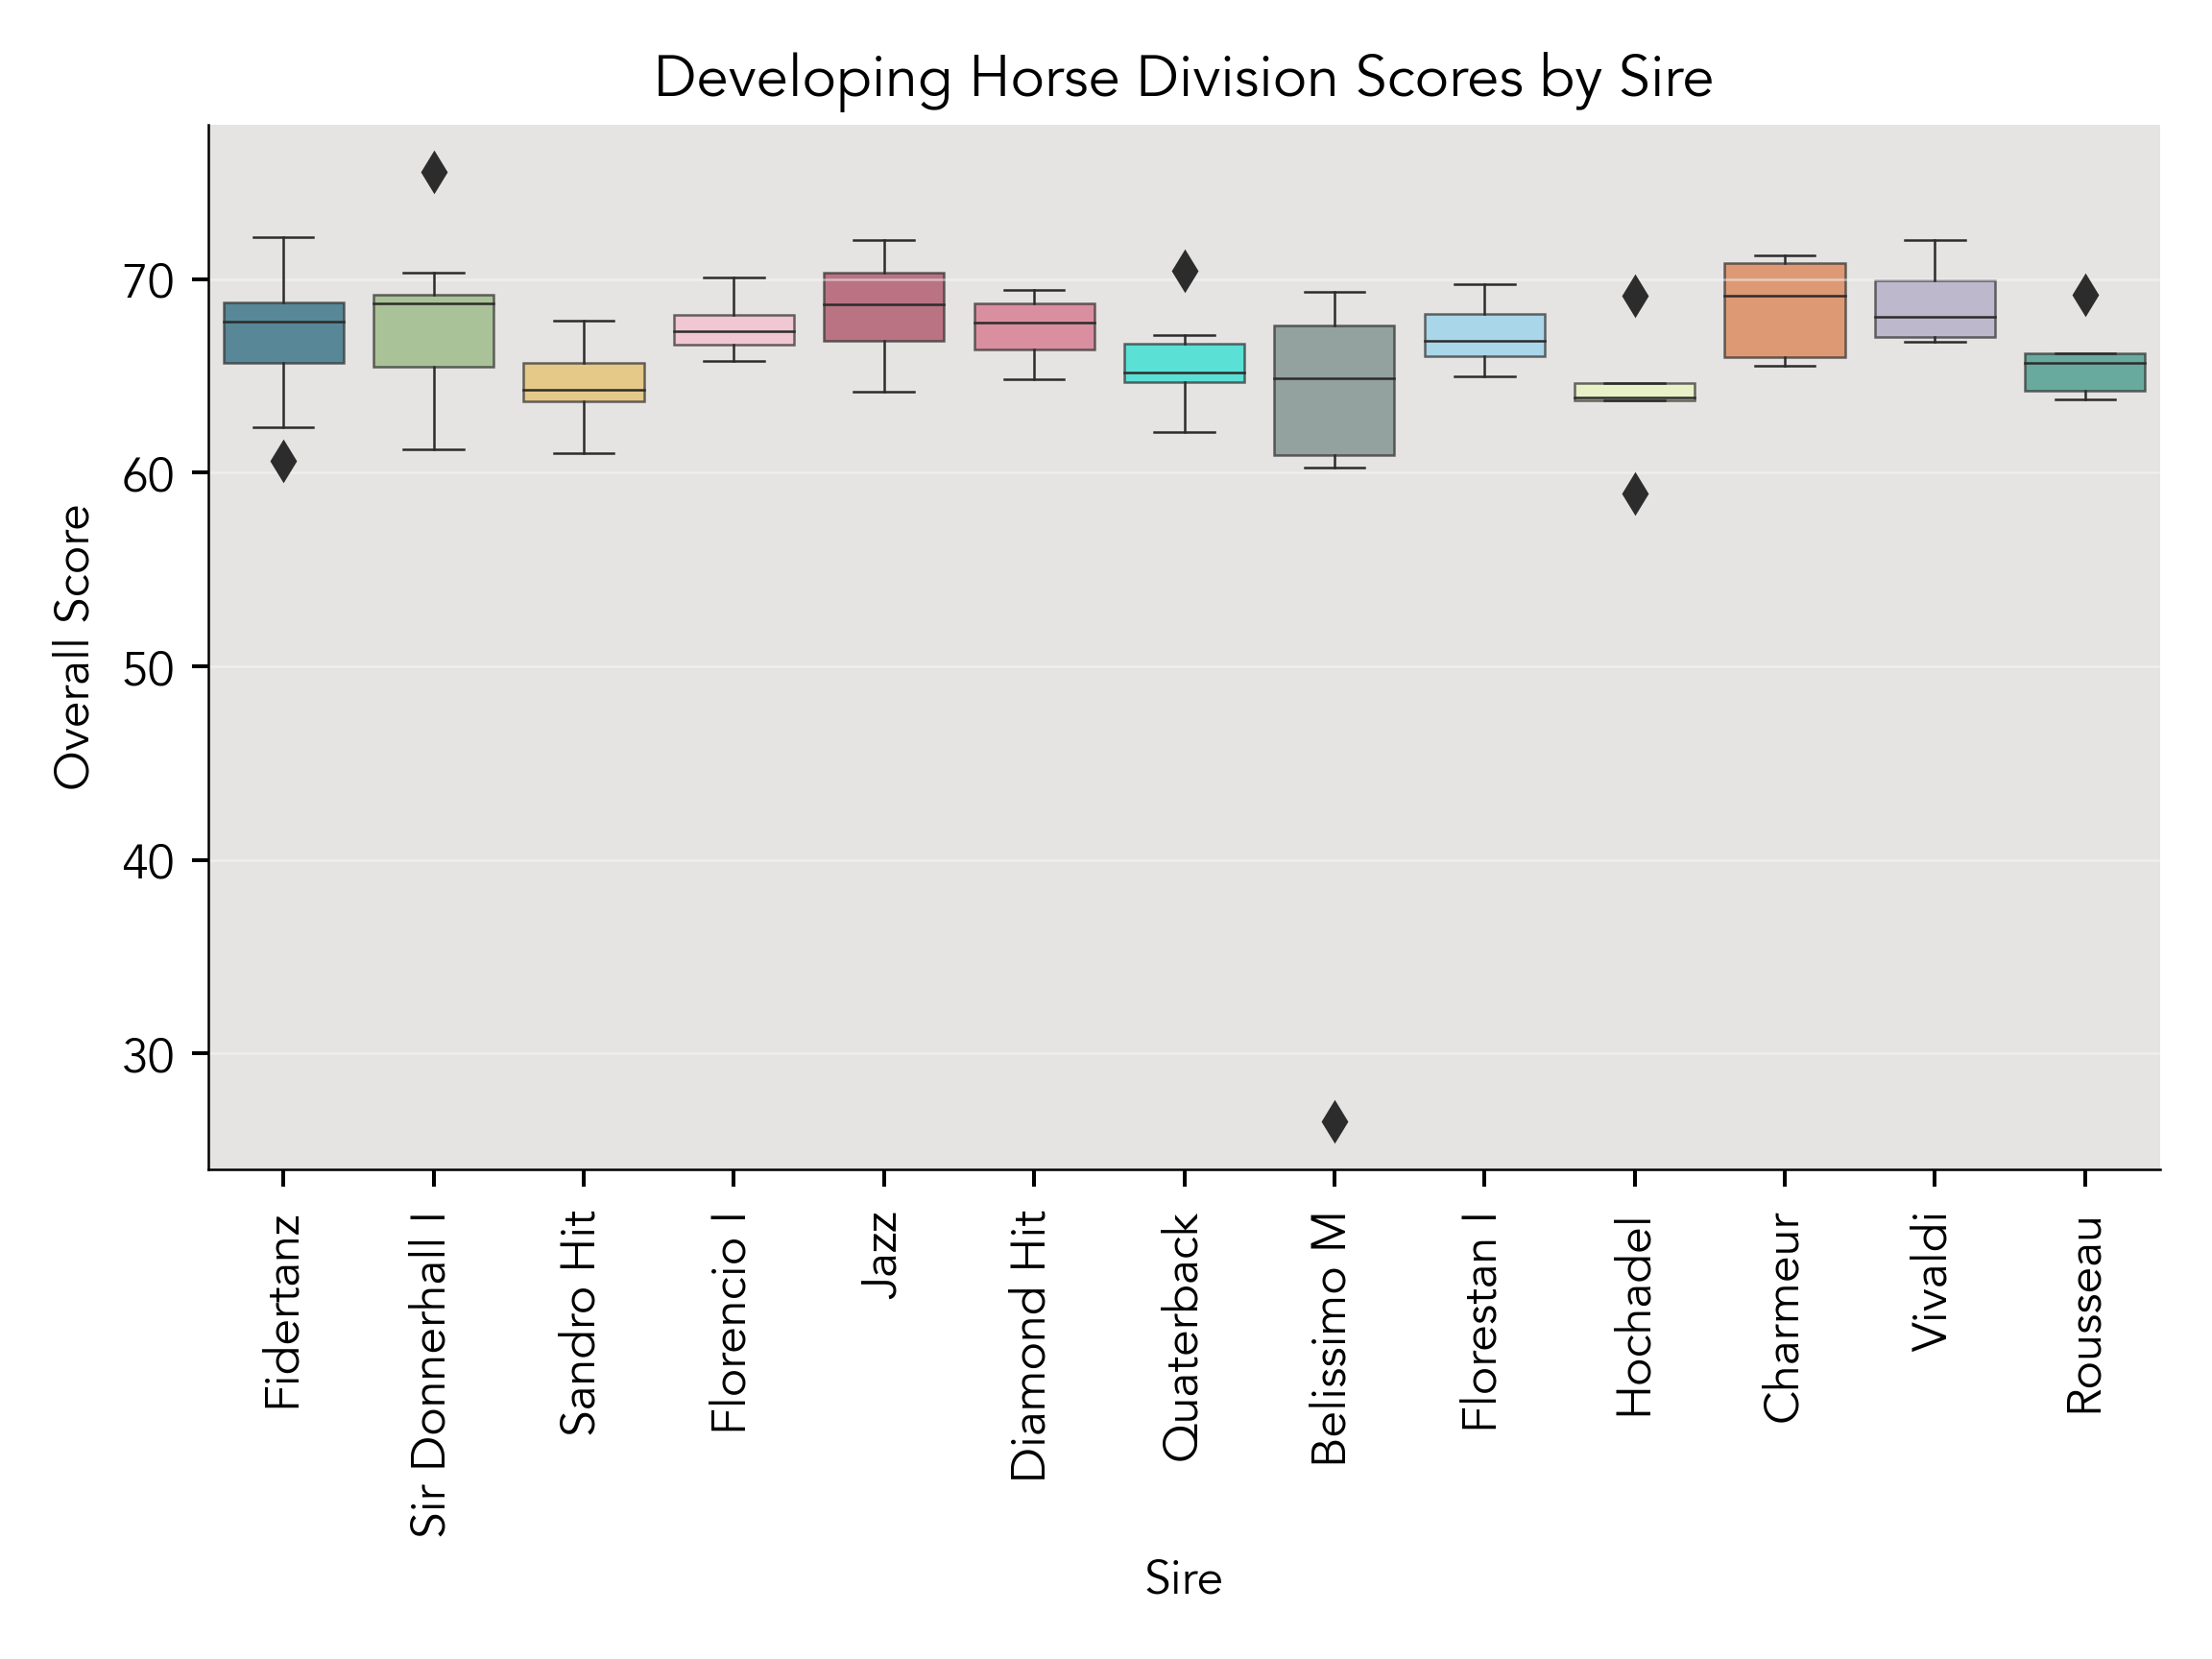 Developing Horse Division Scores by Sire
Overall Score
70
60
50
40
30
Fidertanz
Sir Donnerhall I
Sandro Hit
Florencio I
Jazz
Diamond Hit
Quaterback
Belissimo M
Florestan I
Hochadel
Charmeur
Vivaldi
Rousseau
Sire